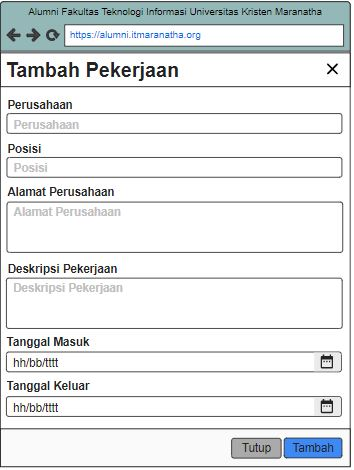 Alumni Fakultas Teknologi Informasi Universitas Kristen Maranatha
https://alumni.itmaranatha.org
Tambah Pekerjaan
Perusahaan
Perusahaan
Posisi
Posisi
Alamat Perusahaan
Alamat Perusahaan
Deskripsi Pekerjaan
Deskripsi Pekerjaan
Tanggal Masuk
hh/bb/tttt
Tanggal Keluar
hh/bb/tttt
Tutup Tambah